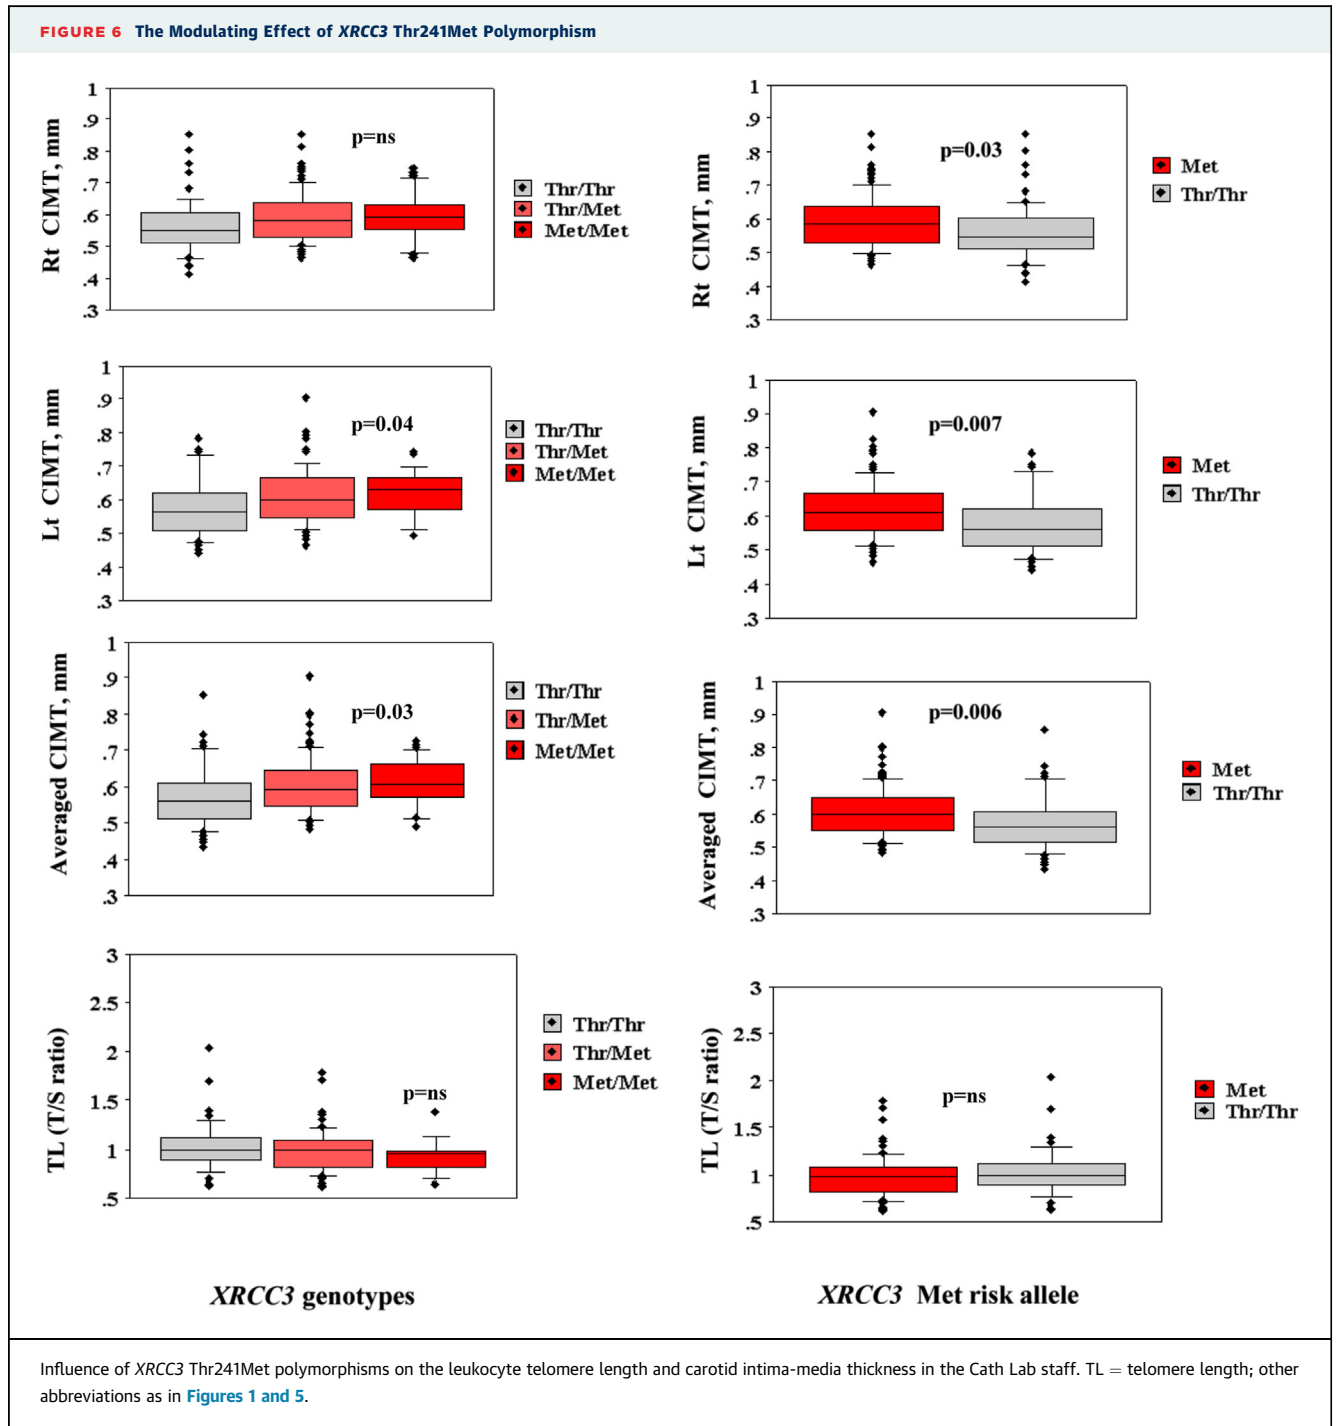 FIGURE 6 The Modulating Effect of XRCC3 Thr241Met Polymorphism
Rt CIMT, mm
1
.9
.8
.7
.6
.5
.4
.3
p=ns
Thr/Thr
Thr/Met
Met/Met
Rt CIMT, mm
1
.9
.8
.7
.6
.5
.4
.3
p=0.03
Met
Thr/Thr
Lt CIMT, mm
1
.9
.8
.7
.6
.5
.4
.3
p=0.04
Thr/Thr
Thr/Met
Met/Met
Lt CIMT, mm
1
.9
.8
.7
.6
.5
.4
.3
p=0.007
Met
Thr/Thr
Averaged CIMT, mm
1
.9
.8
.7
.6
.5
.4
.3
p=0.03
Thr/Thr
Thr/Met
Met/Met
Averaged CIMT, mm
1
.9
.8
.7
.6
.5
.4
.3
p=0.006
Met
Thr/Thr
TL (T/S ratio)
3
2.5
2
1.5
1
.5
p=ns
Thr/Thr
Thr/Met
Met/Met
TL (T/S ratio)
3
2.5
2
1.5
1
.5
p=ns
Met
Thr/Thr
XRCC3 genotypes
XRCC3 Met risk allele
Influence of XRCC3 Thr241Met polymorphisms on the leukocyte telomere length and carotid intima-media thickness in the Cath Lab staff. TL = telomere length; other
abbreviations as in Figures 1 and 5.